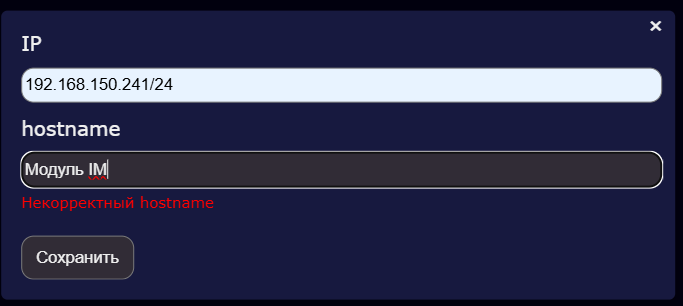 ×
IP
192.168.150.241/24
hostname
Модуль IM
Некорректный hostname
Сохранить